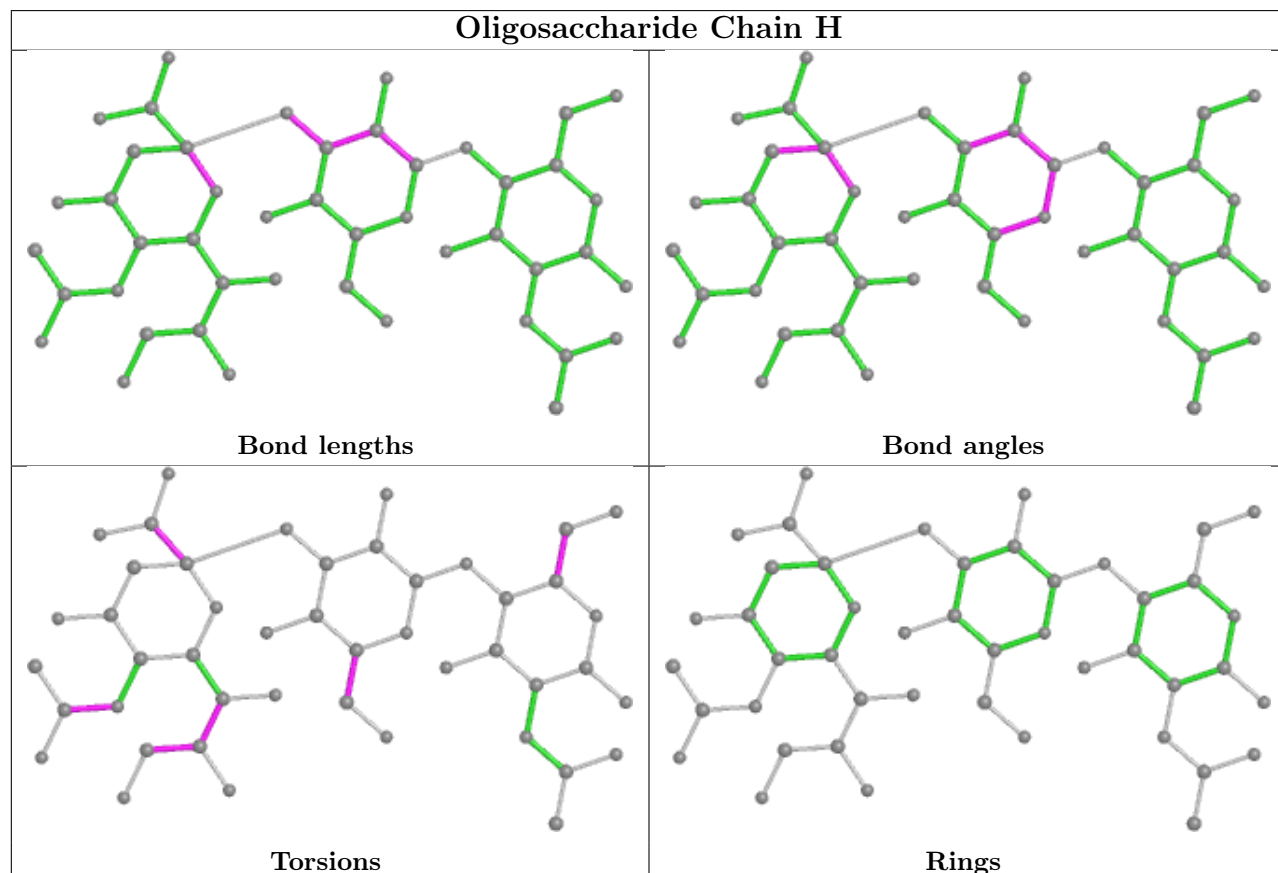 Oligosaccharide Chain H
Bond lengths
Bond angles
Torsions
Rings